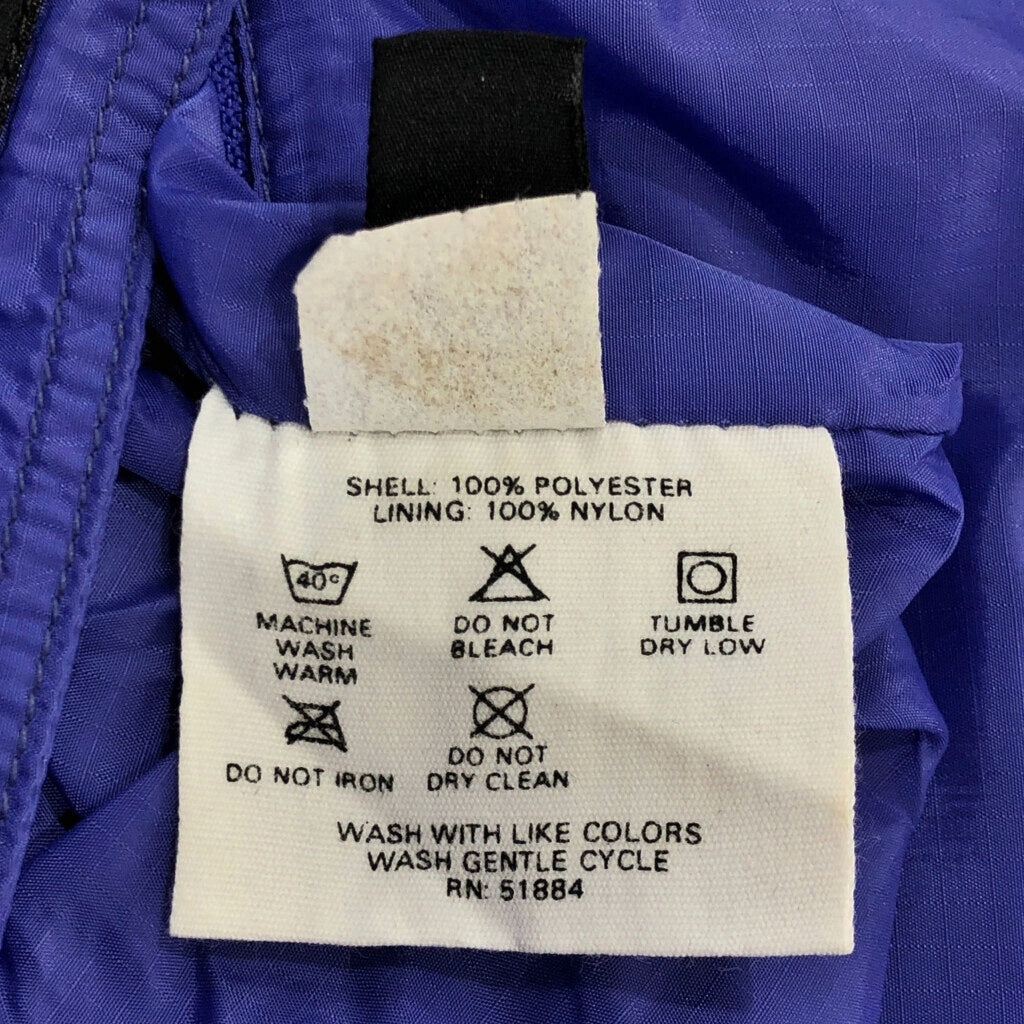 SHELL: 100% POLYESTER
LINING: 100% NYLON
40°
MACHINE WASH WARM
DO NOT BLEACH
TUMBLE DRY LOW
DO NOT IRON
DO NOT DRY CLEAN
WASH WITH LIKE COLORS
WASH GENTLE CYCLE
RN: 51884